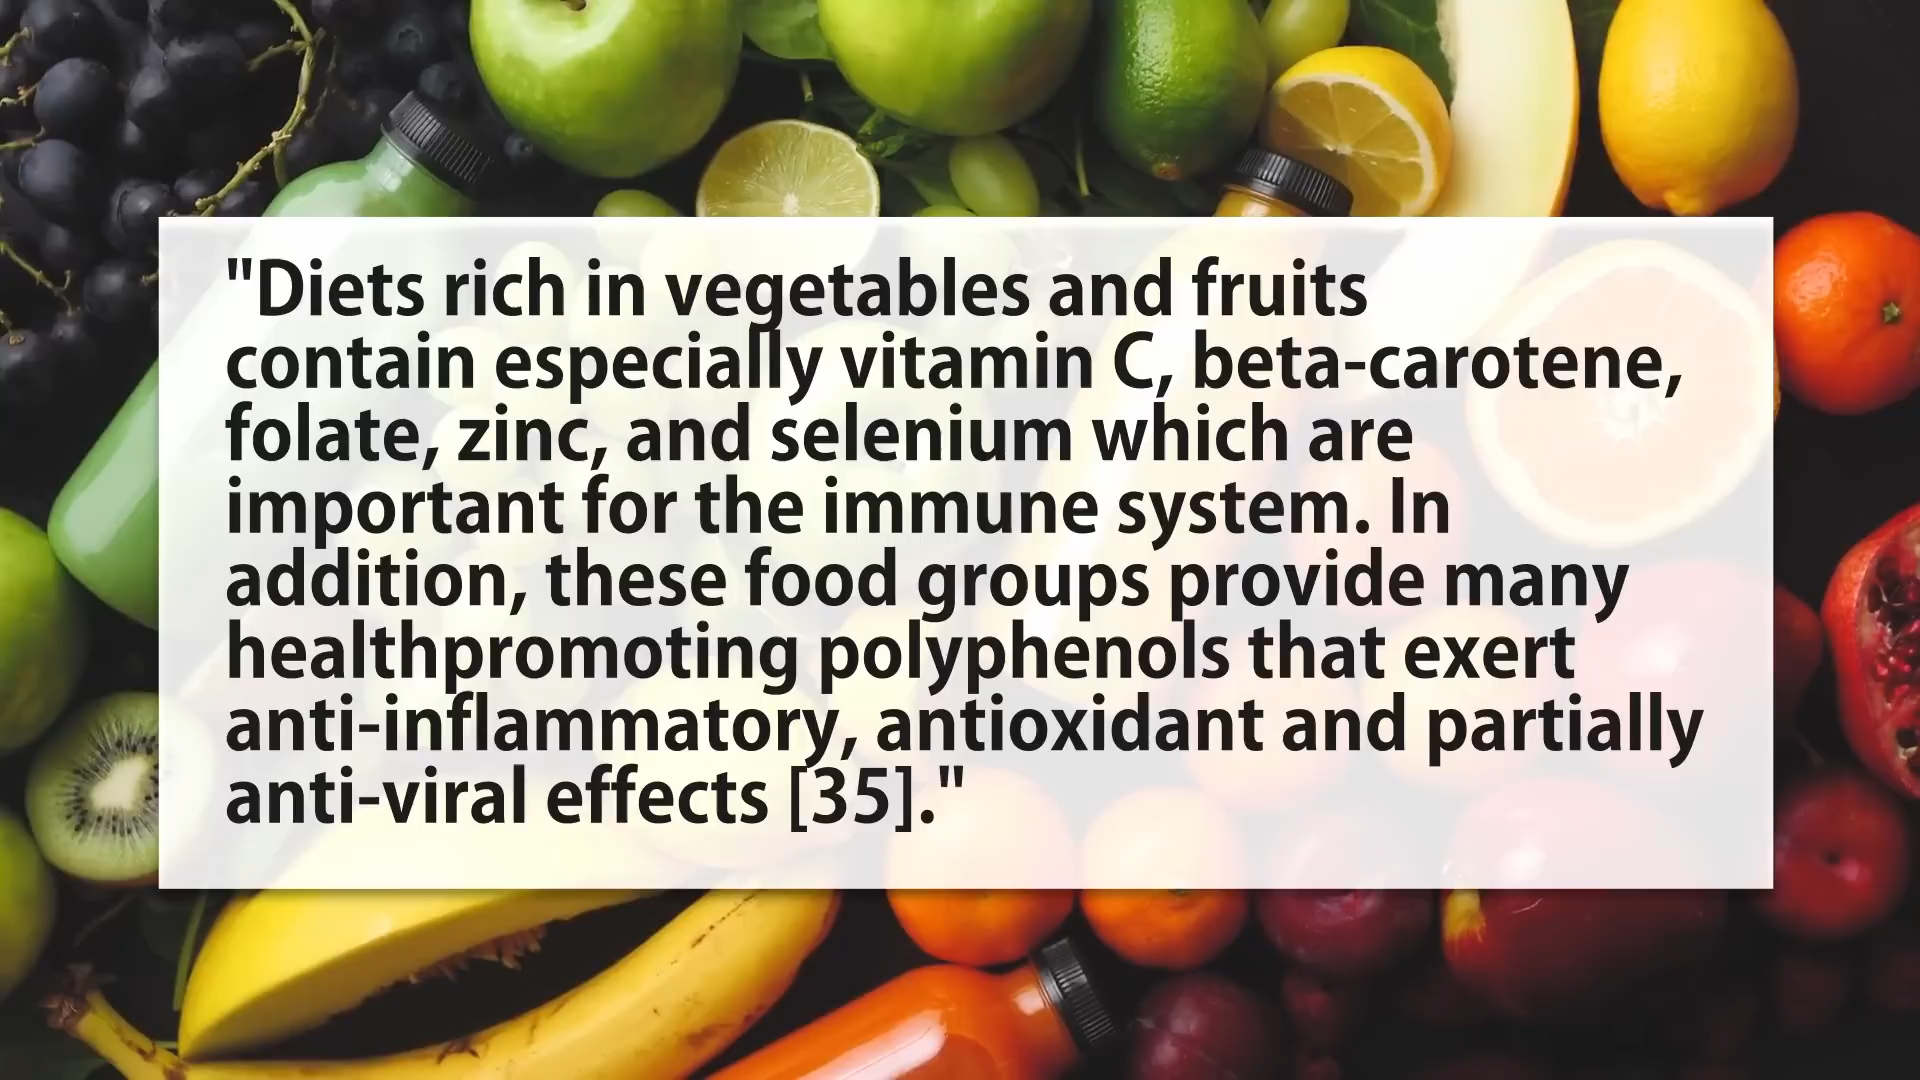 "Diets rich in vegetables and fruits
contain especially vitamin C, beta-carotene,
folate, zinc, and selenium which are
important for the immune system. In
addition, these food groups provide many
healthpromoting polyphenols that exert
anti-inflammatory, antioxidant and partially
anti-viral effects [35]."